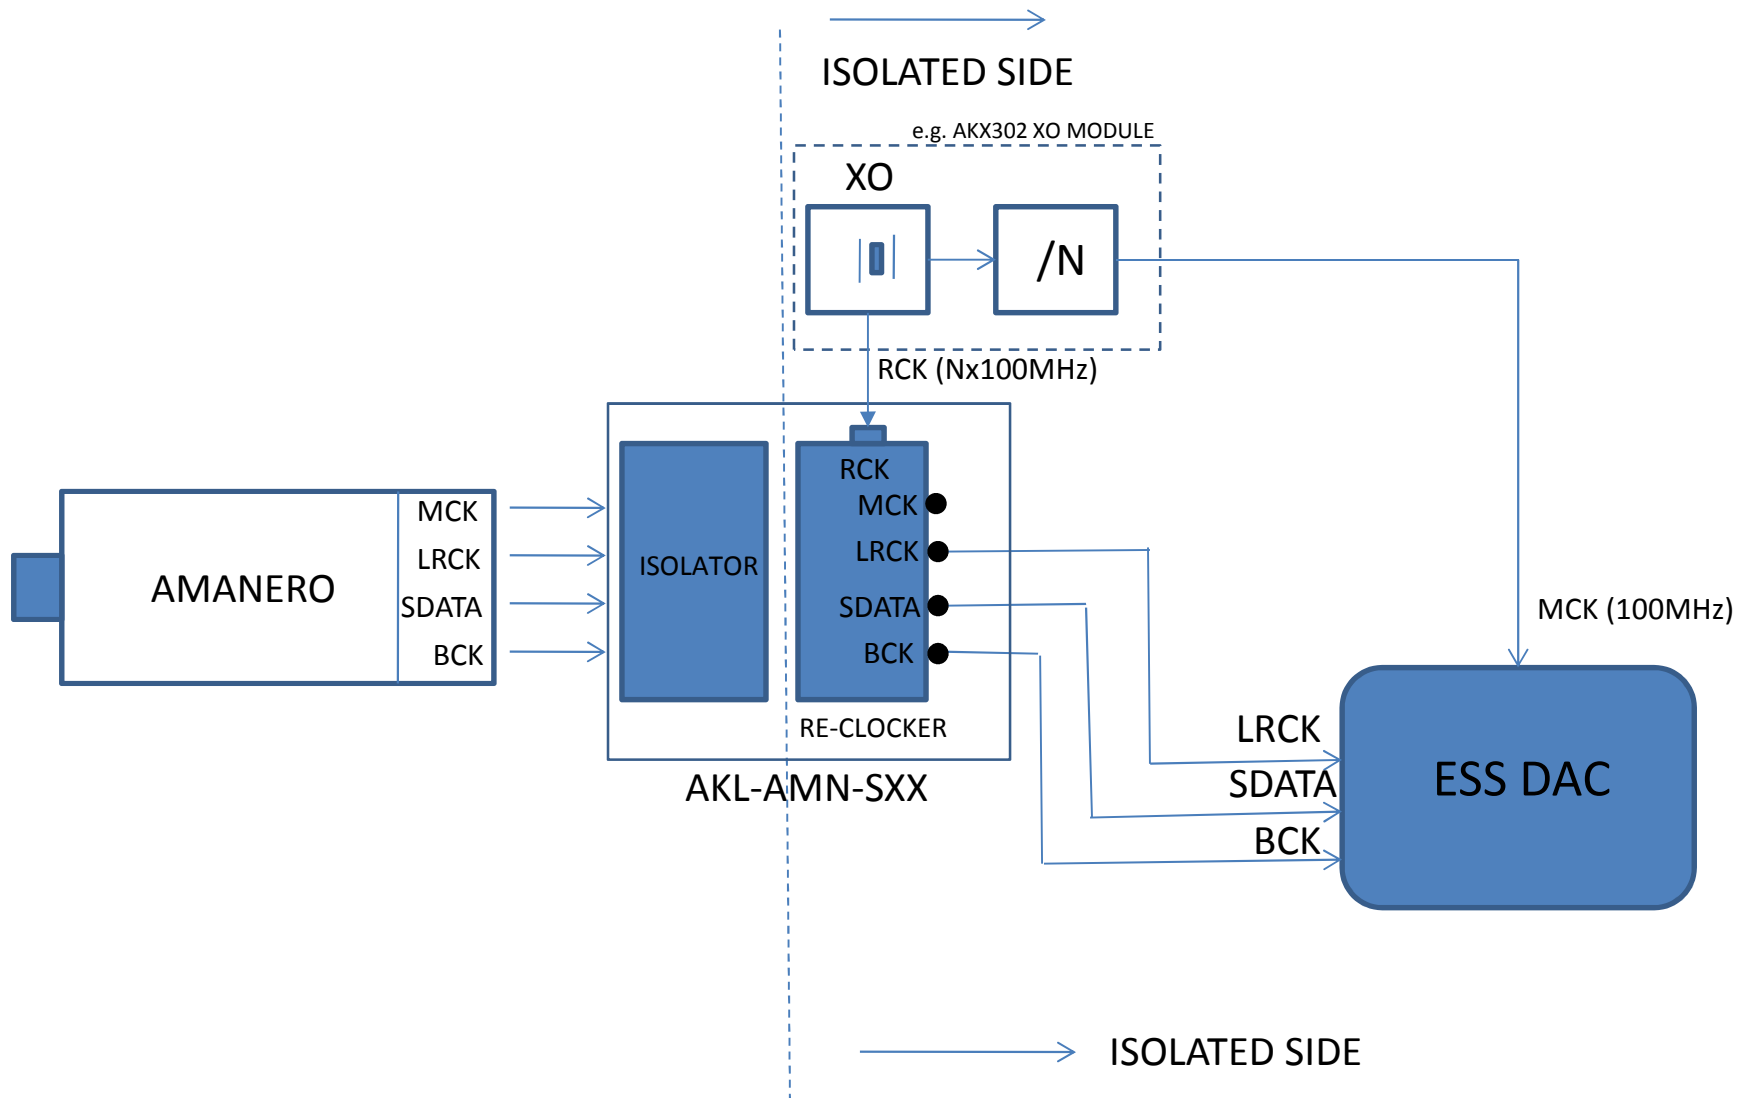 ISOLATED SIDE
e.g. AKX302 XO MODULE
XO
/N
RCK (Nx100MHz)
AMANERO
MCK
LRCK
SDATA
BCK
ISOLATOR
RCK
MCK
LRCK
SDATA
BCK
RE-CLOCKER
AKL-AMN-SXX
MCK (100MHz)
LRCK
SDATA
BCK
ESS DAC
ISOLATED SIDE